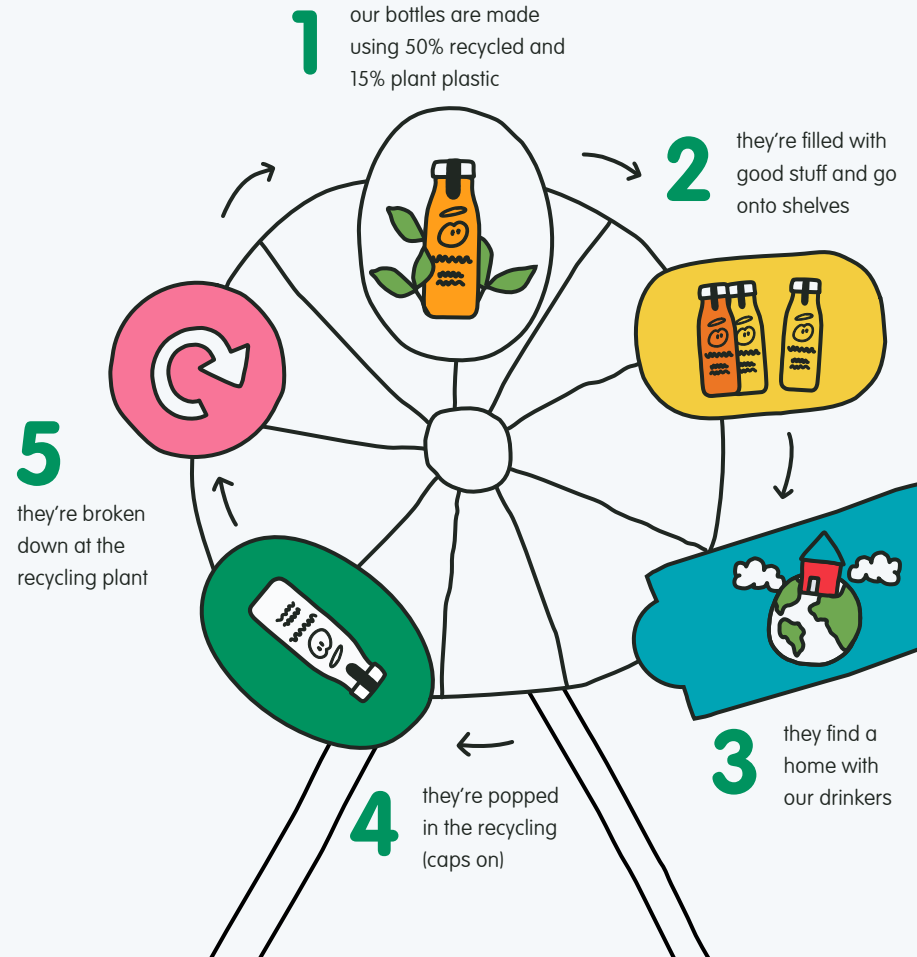 1
our bottles are made
using 50% recycled and
15% plant plastic
2
they're filled with
good stuff and go
onto shelves
3
they find a
home with
our drinkers
4
they're popped
in the recycling
(caps on)
5
they're broken
down at the
recycling plant